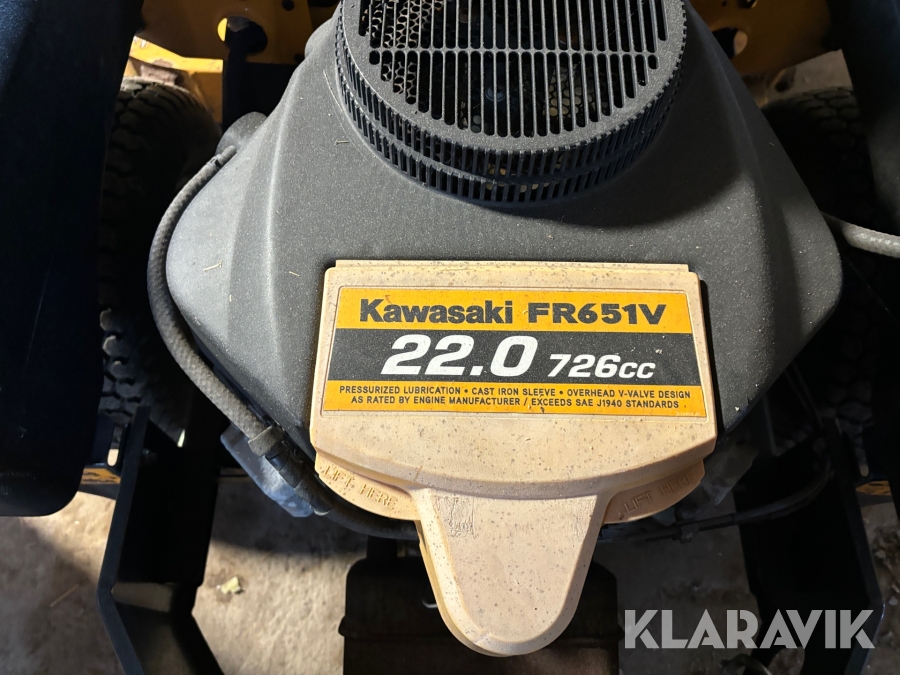 Kawasaki FR651V
22.0 726cc
PRESSURIZED LUBRICATION • CAST IRON SLEEVE • OVERHEAD V-VALVE DESIGN
AS RATED BY ENGINE MANUFACTURER / EXCEEDS SAE J1940 STANDARDS
LIFT HERE LIFT HERE
KLARAVIK